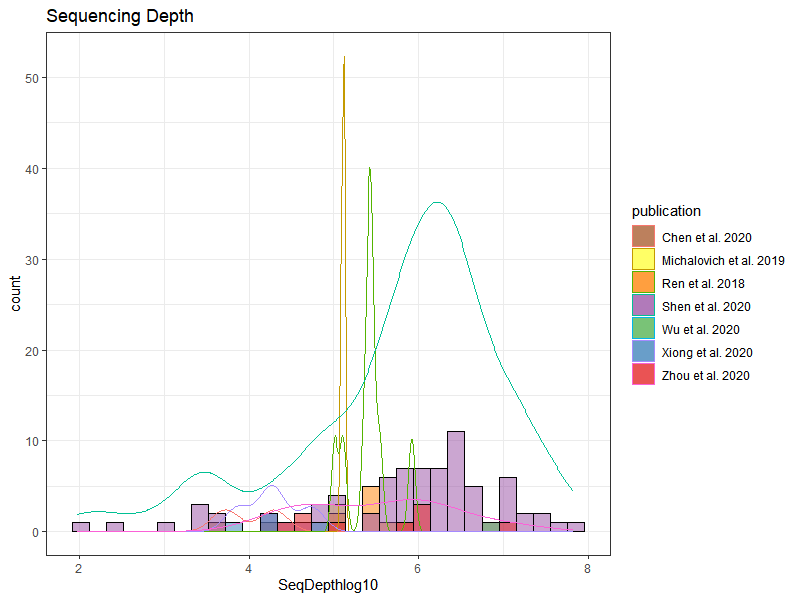 Sequencing Depth
count
50
40
30
20
10
0
2
4
6
8
SeqDepthlog10
publication
Chen et al. 2020
Michalovich et al. 2019
Ren et al. 2018
Shen et al. 2020
Wu et al. 2020
Xiong et al. 2020
Zhou et al. 2020